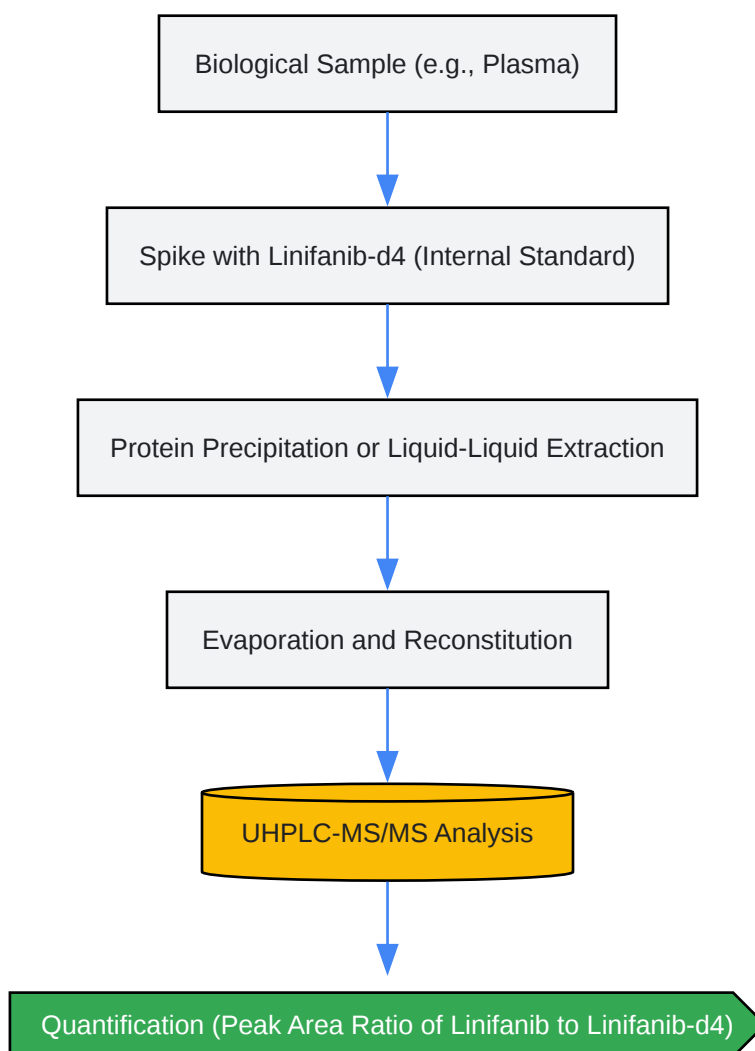 Biological Sample (e.g., Plasma)
Spike with Linifanib-d4 (Internal Standard)
Protein Precipitation or Liquid-Liquid Extraction
Evaporation and Reconstitution
UHPLC-MS/MS Analysis
Quantification (Peak Area Ratio of Linifanib to Linifanib-d4)